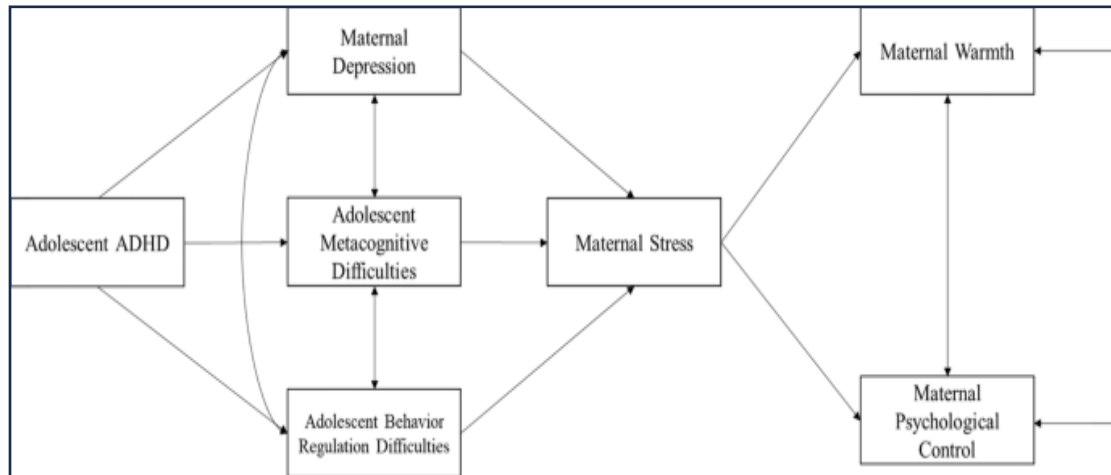 Maternal
Depression
Maternal Warmth
Adolescent ADHD
Adolescent
Metacognitive
Difficulties
Maternal Stress
Adolescent Behavior
Regulation Difficulties
Maternal
Psychological
Control